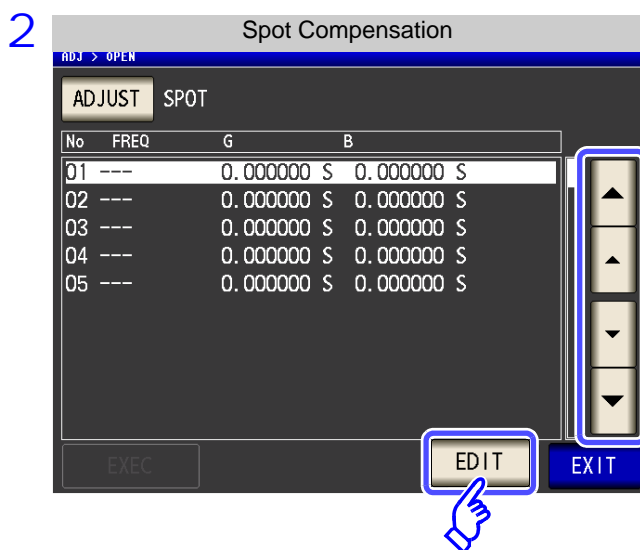 2
Spot Compensation
ADJ > OPEN
ADJUST SPOT
No FREQ G B
01 --- 0.000000 S 0.000000 S
02 --- 0.000000 S 0.000000 S
03 --- 0.000000 S 0.000000 S
04 --- 0.000000 S 0.000000 S
05 --- 0.000000 S 0.000000 S
EXEC EDIT EXIT